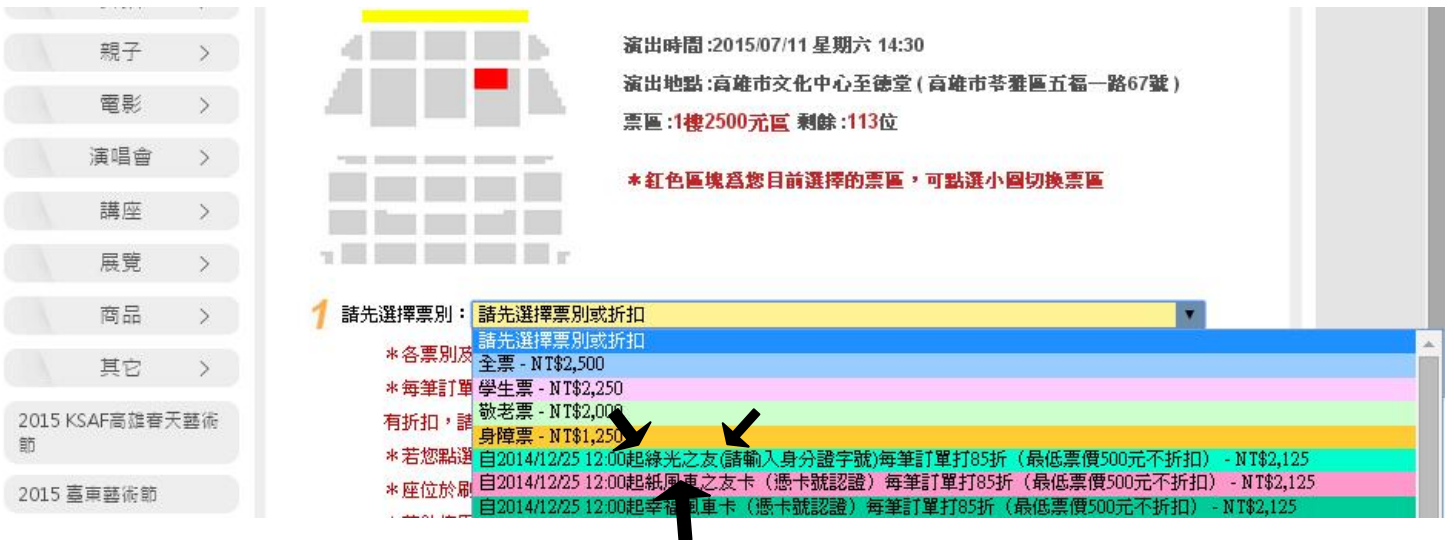 親子 >
電影 >
演唱會 >
講座 >
展覽 >
商品 >
其它 >
2015 KSAF高雄春天藝術
節
2015 臺東藝術節
演出時間 :2015/07/11 星期六 14:30
演出地點 :高雄市文化中心至德堂 ( 高雄市苓雅區五福一路67號 )
票區 :1樓2500元區 剩餘 :113位
＊紅色區塊為您目前選擇的票區，可點選小圖切換票區
1 請先選擇票別： 請先選擇票別或折扣
請先選擇票別或折扣
＊各票別及
全票 - NT$2,500
＊每筆訂單
學生票 - NT$2,250
有折扣，請
敬老票 - NT$2,000
身障票 - NT$1,250
＊若您點選
自2014/12/25 12:00起綠光之友(請輸入身分證字號)每筆訂單打85折（最低票價500元不折扣） - NT$2,125
＊座位於刷
自2014/12/25 12:00起紙風車之友卡（憑卡號認證）每筆訂單打85折（最低票價500元不折扣） - NT$2,125
自2014/12/25 12:00起幸福風車卡（憑卡號認證）每筆訂單打85折（最低票價500元不折扣） - NT$2,125